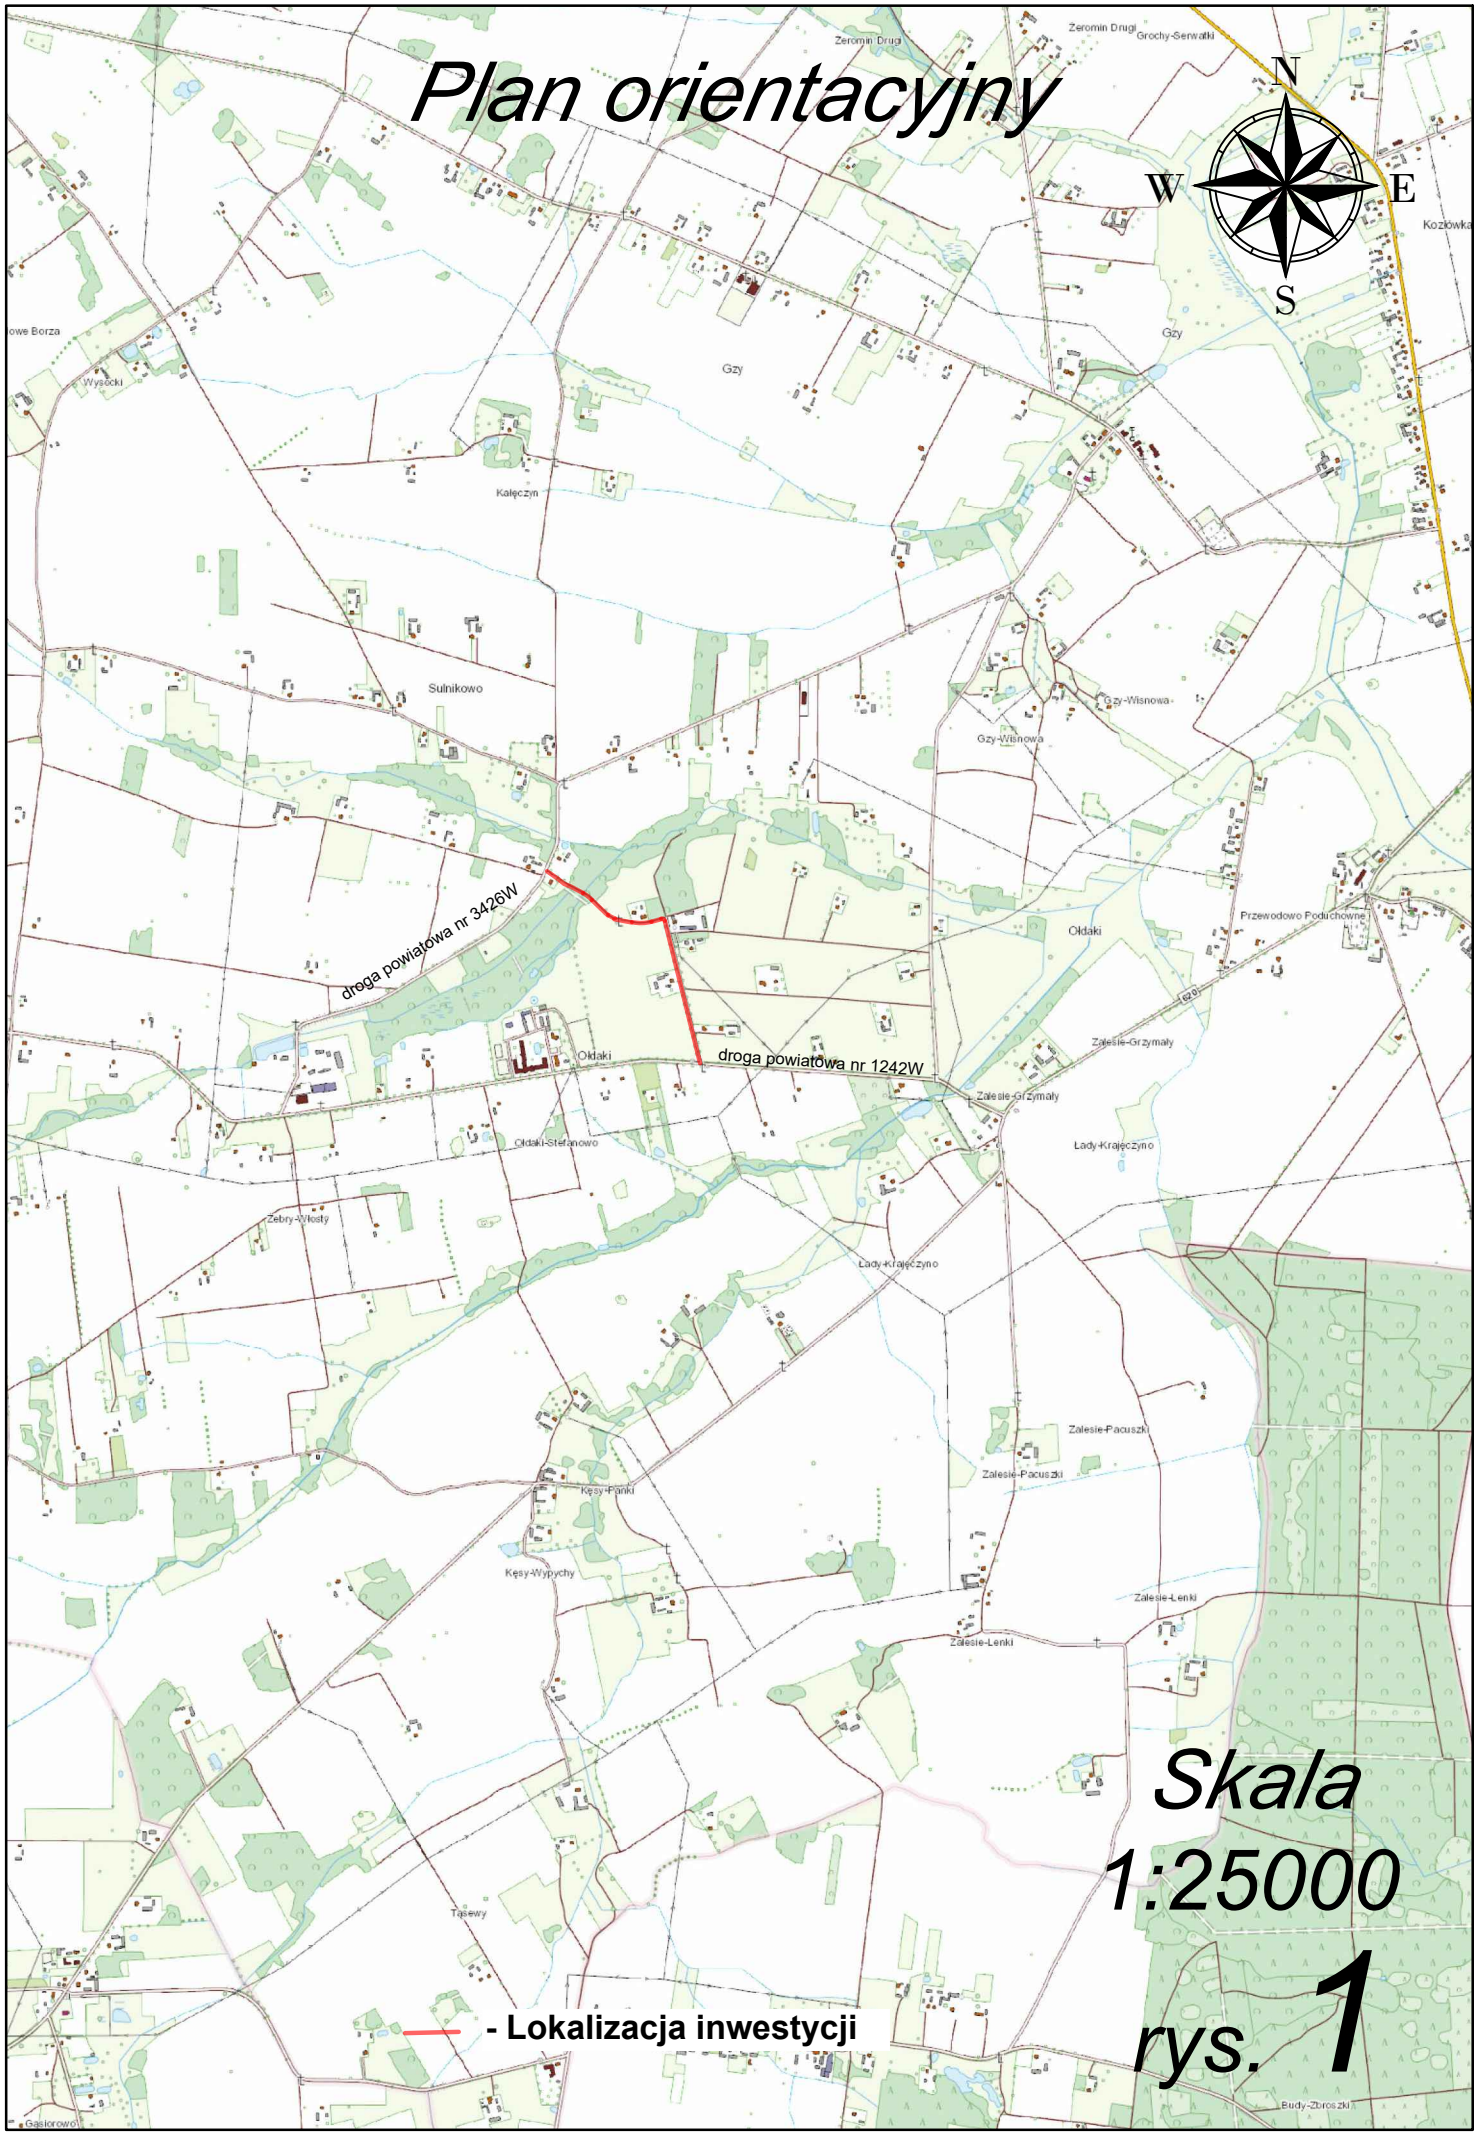 Żeromin Drugi
Żeromin Drugi
Grochy-Serwatki
Plan orientacyjny
N
W
E
S
Kozłówka
owe Borza
Wysocki
Gzy
Gzy
Kałęczyn
Sulnikowo
Gzy-Wisnowa
Gzy-Wisnowa
droga powiatowa nr 3426W
Przewodowo Poduchowne
Ołdaki
620
Zalesie-Grzymały
Ołdaki
droga powiatowa nr 1242W
Zalesie-Grzymały
Ołdaki-Stefanowo
Łady-Krajęczyno
Żebry-Włosty
Łady-Krajęczyno
Zalesie-Pacuszki
Zalesie-Pacuszki
Kęsy-Pańki
Kęsy-Wypychy
Zalesie-Lenki
Zalesie-Lenki
Skala
1:25000
Tąsewy
- Lokalizacja inwestycji
rys. 1
Budy-Zbroszki
Gąsiorowo